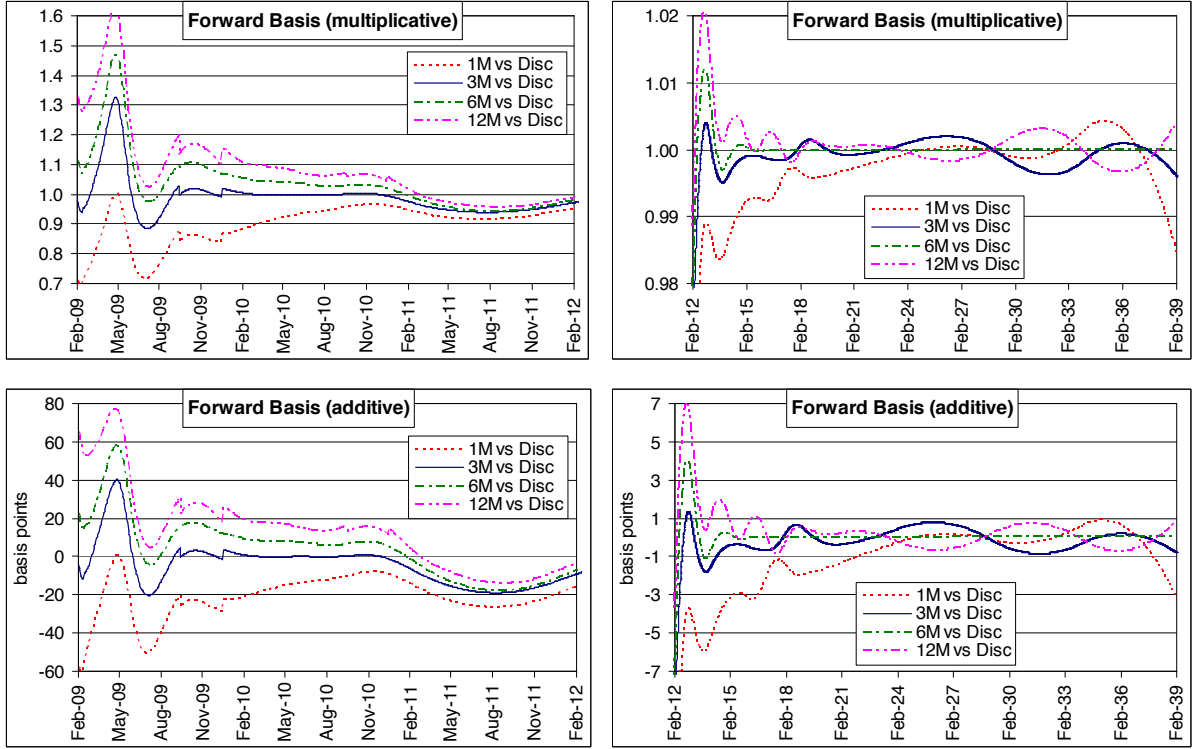 Forward Basis (multiplicative)
1.6
1.5
1.4
1.3
1.2
1.1
1.0
0.9
0.8
0.7
1M vs Disc
3M vs Disc
6M vs Disc
12M vs Disc
Feb-09
May-09
Aug-09
Nov-09
Feb-10
May-10
Aug-10
Nov-10
Feb-11
May-11
Aug-11
Nov-11
Feb-12
Forward Basis (multiplicative)
1.02
1.01
1.00
0.99
0.98
1M vs Disc
3M vs Disc
6M vs Disc
12M vs Disc
Feb-12
Feb-15
Feb-18
Feb-21
Feb-24
Feb-27
Feb-30
Feb-33
Feb-36
Feb-39
Forward Basis (additive)
80
60
40
20
0
-20
-40
-60
basis points
1M vs Disc
3M vs Disc
6M vs Disc
12M vs Disc
Feb-09
May-09
Aug-09
Nov-09
Feb-10
May-10
Aug-10
Nov-10
Feb-11
May-11
Aug-11
Nov-11
Feb-12
Forward Basis (additive)
7
5
3
1
-1
-3
-5
-7
basis points
1M vs Disc
3M vs Disc
6M vs Disc
12M vs Disc
Feb-12
Feb-15
Feb-18
Feb-21
Feb-24
Feb-27
Feb-30
Feb-33
Feb-36
Feb-39